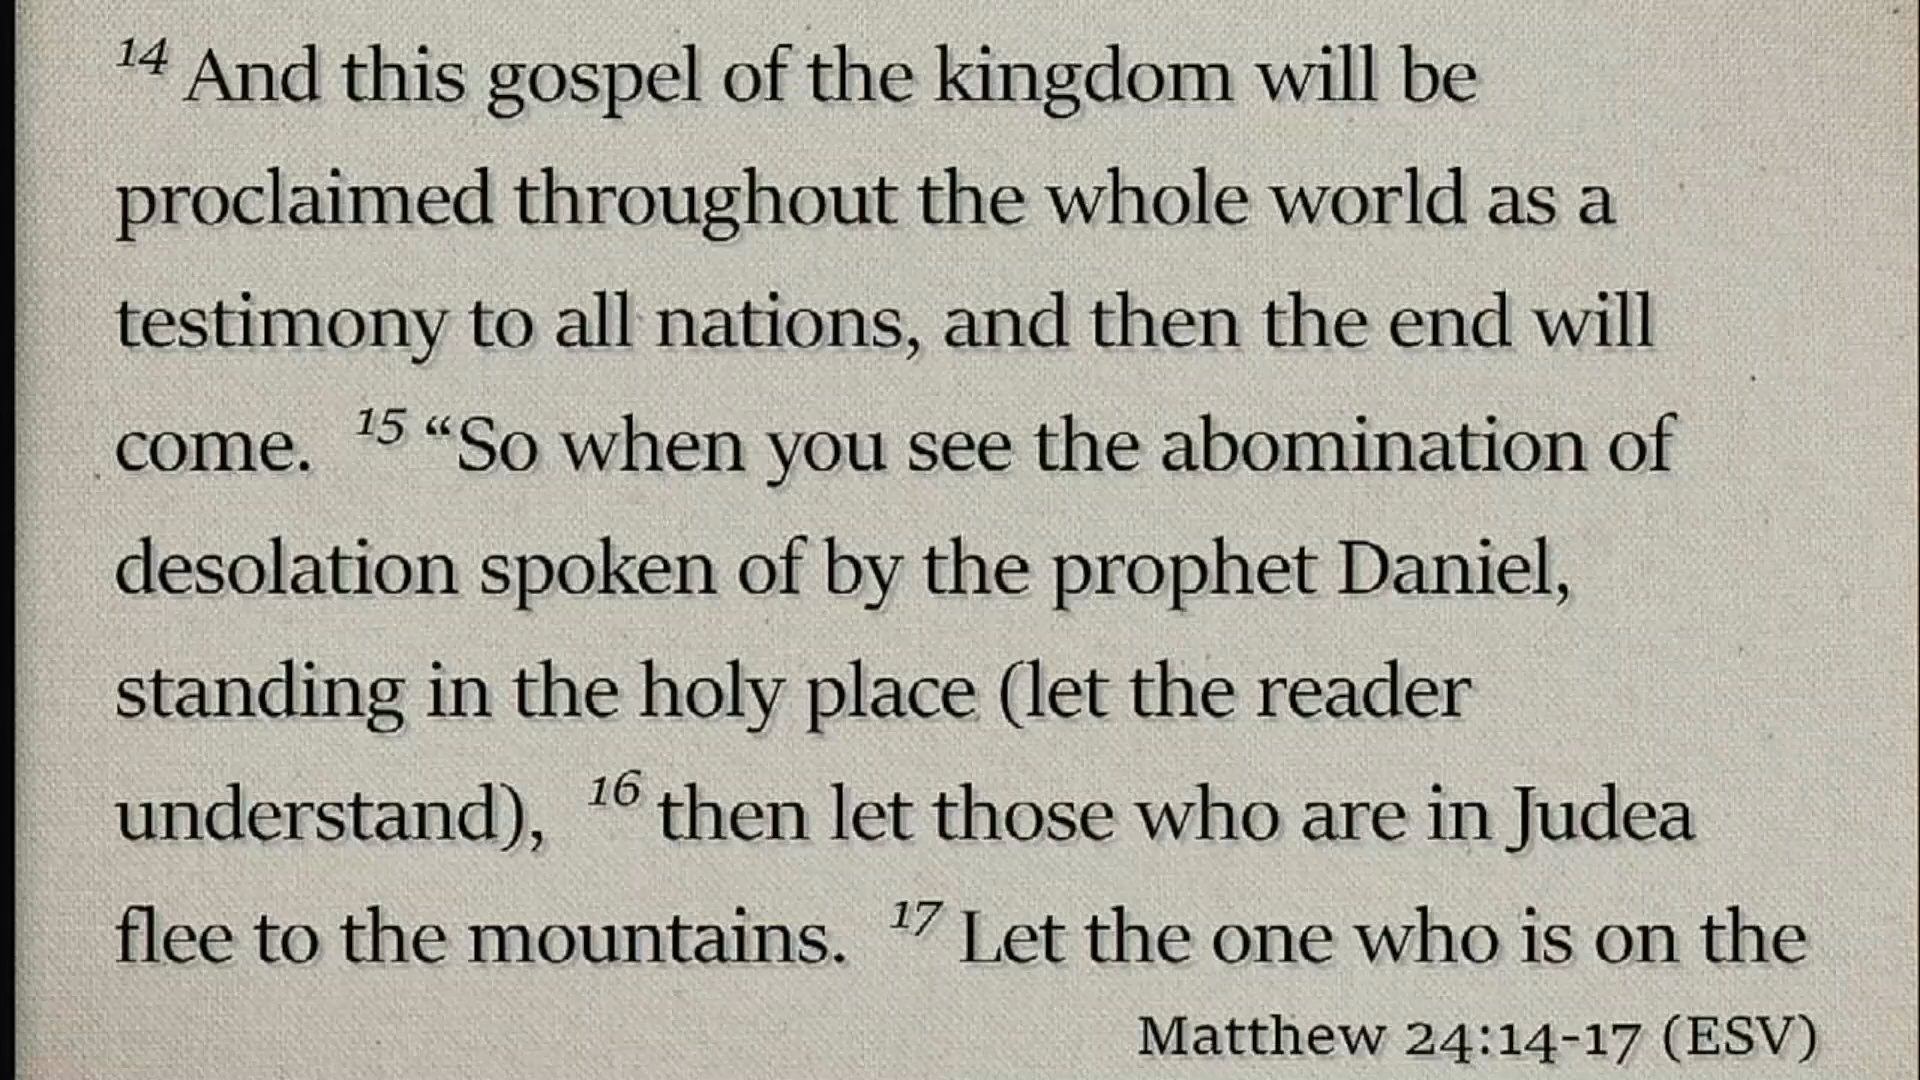 14 And this gospel of the kingdom will be
proclaimed throughout the whole world as a
testimony to all nations, and then the end will
come. 15 “So when you see the abomination of
desolation spoken of by the prophet Daniel,
standing in the holy place (let the reader
understand), 16 then let those who are in Judea
flee to the mountains. 17 Let the one who is on the
Matthew 24:14-17 (ESV)